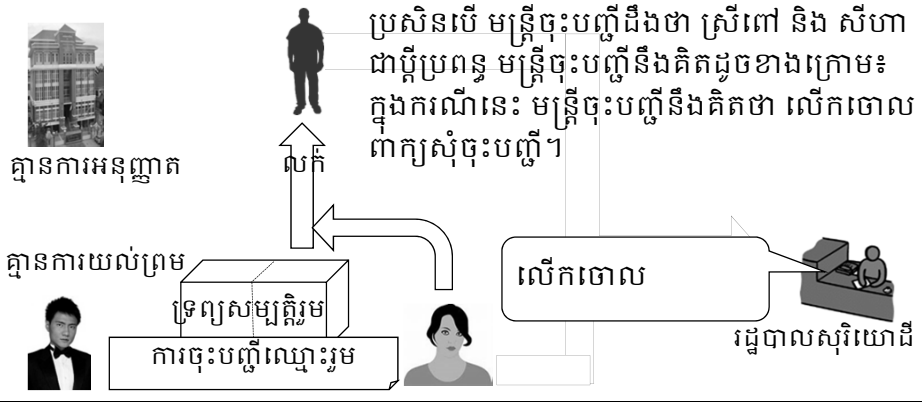 ប្រសិនបើ មន្ត្រីចុះបញ្ជីដឹងថា ស្រីពៅ និង សីហា
ជាប្ដីប្រពន្ធ មន្ត្រីចុះបញ្ជីនឹងគិតដូចខាងក្រោម៖
ក្នុងករណីនេះ មន្ត្រីចុះបញ្ជីនឹងគិតថា លើកចោល
ពាក្យសុំចុះបញ្ជី។
គ្មានការអនុញ្ញាត
លក់
គ្មានការយល់ព្រម
លើកចោល
ទ្រព្យសម្បត្តិរួម
រដ្ឋបាលសុរិយោដី
ការចុះបញ្ជីឈ្មោះរួម